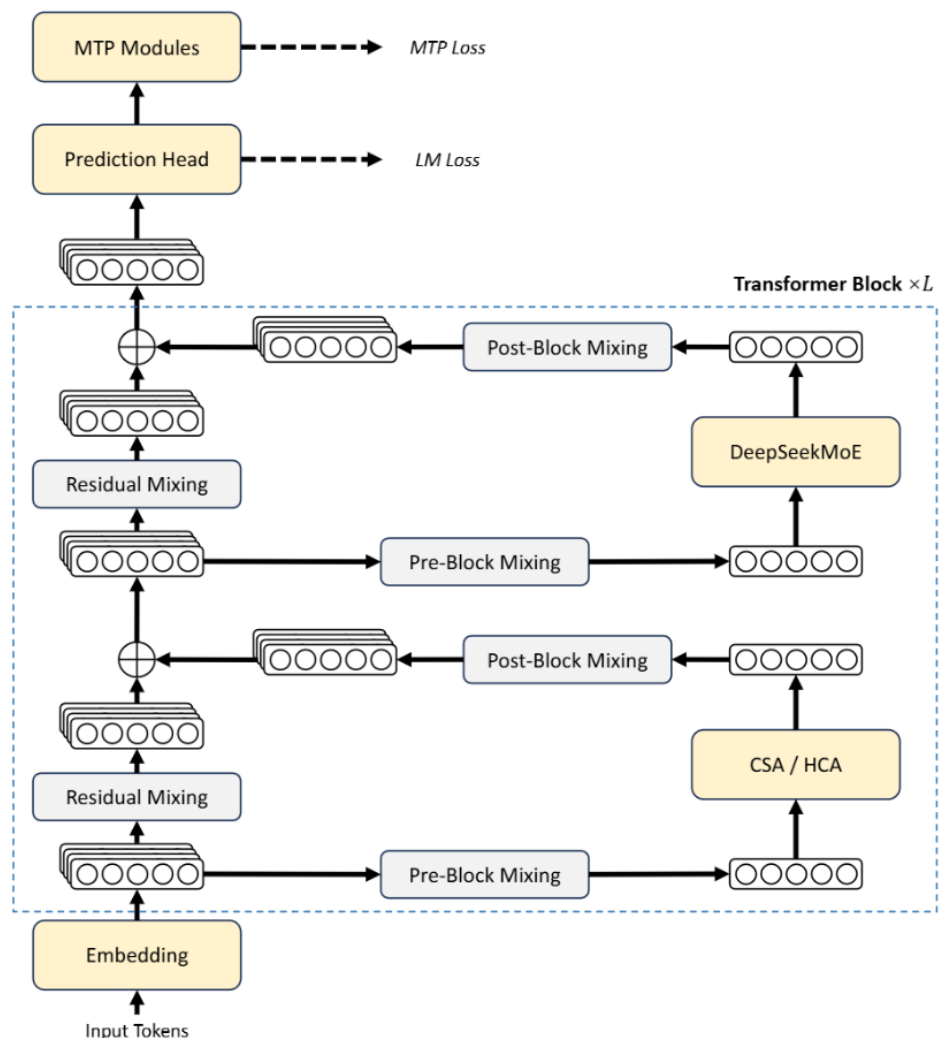 MTP Modules
MTP Loss
Prediction Head
LM Loss
Transformer Block ×L
Post-Block Mixing
DeepSeekMoE
Residual Mixing
Pre-Block Mixing
Post-Block Mixing
CSA / HCA
Residual Mixing
Pre-Block Mixing
Embedding
Input Tokens